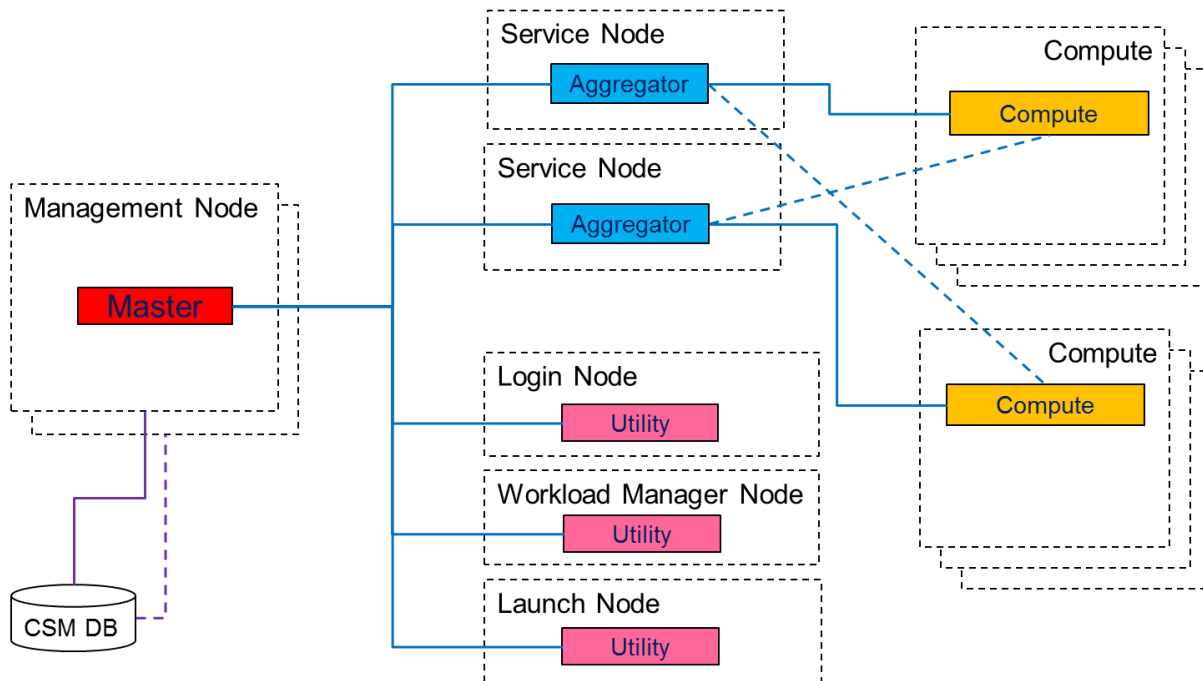 Management Node
Master
CSM DB
Service Node
Aggregator
Service Node
Aggregator
Login Node
Utility
Workload Manager Node
Utility
Launch Node
Utility
Compute
Compute
Compute
Compute